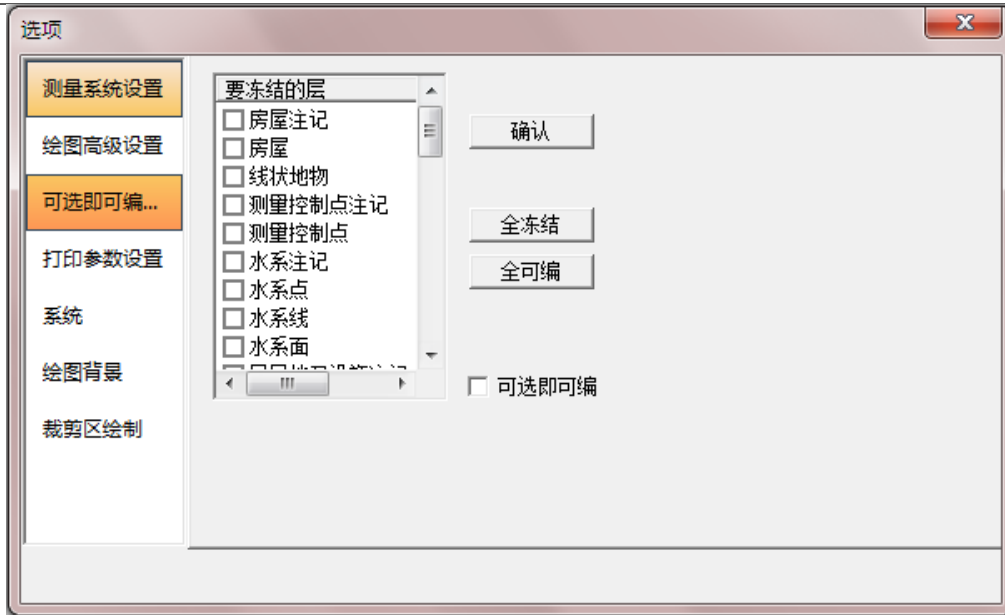 选项
测量系统设置
绘图高级设置
可选即可编...
打印参数设置
系统
绘图背景
裁剪区绘制
要冻结的层
房屋注记
房屋
线状地物
测量控制点注记
测量控制点
水系注记
水系点
水系线
水系面
确认
全冻结
全可编
可选即可编